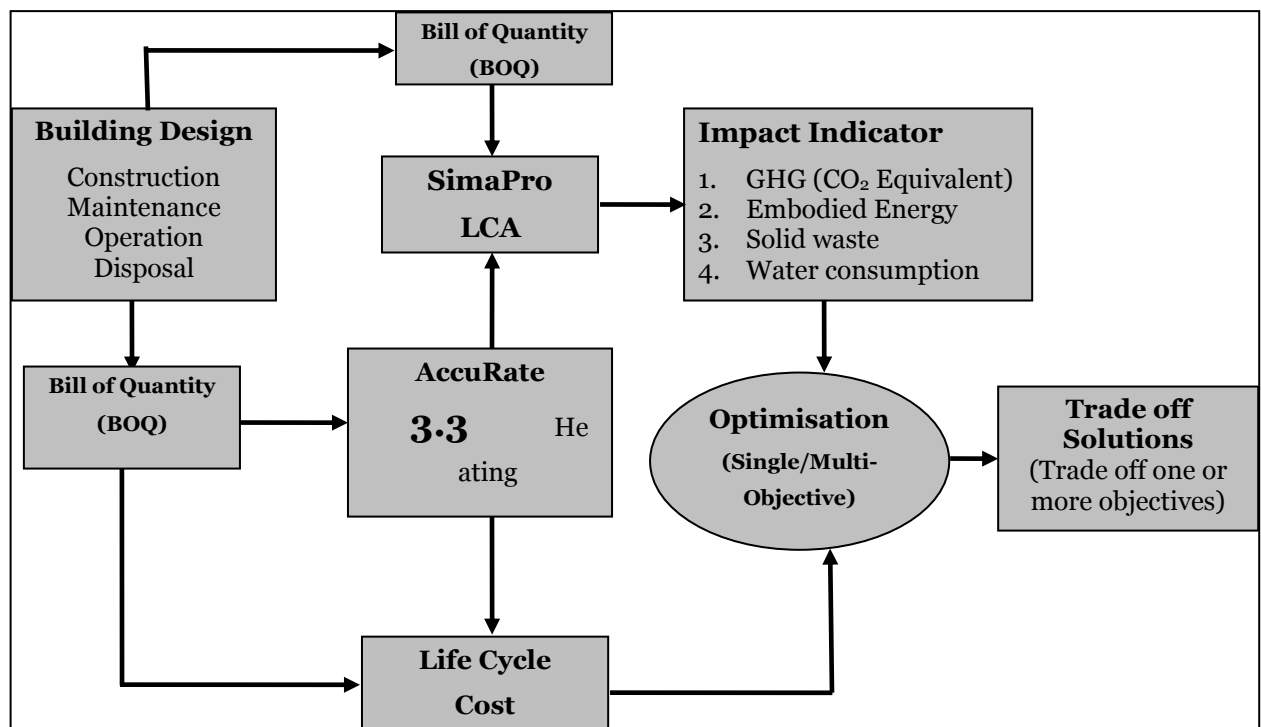 Bill of Quantity
(BOQ)
Building Design
Construction
Maintenance
Operation
Disposal
SimaPro
LCA
Impact Indicator
1. GHG (CO₂ Equivalent)
2. Embodied Energy
3. Solid waste
4. Water consumption
Bill of Quantity
(BOQ)
AccuRate
3.3 He
ating
Optimisation
(Single/Multi-
Objective)
Trade off
Solutions
(Trade off one or
more objectives)
Life Cycle
Cost